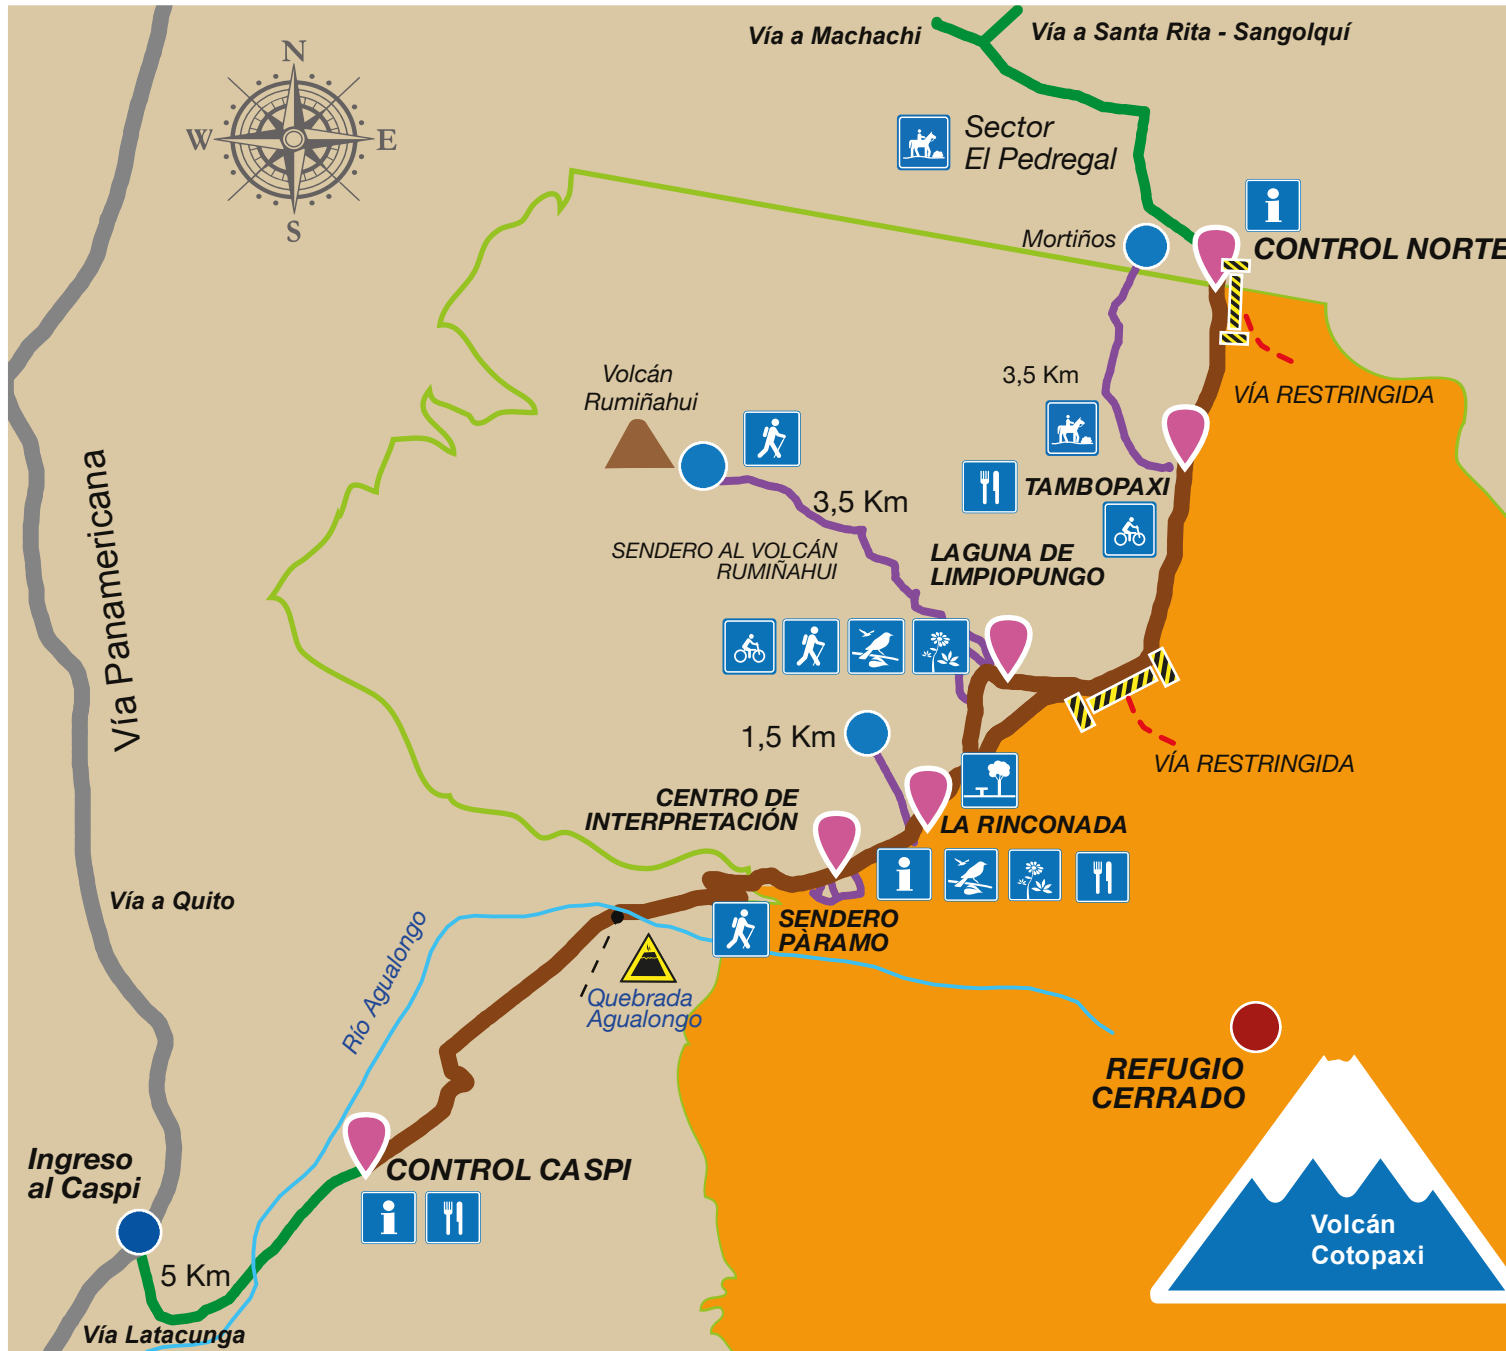 Vía a Machachi
Vía a Santa Rita - Sangolquí
N
W
E
S
Sector
El Pedregal
Mortiños
CONTROL NORTE
3,5 Km
VÍA RESTRINGIDA
Volcán
Rumiñahui
TAMBOPAXI
3,5 Km
SENDERO AL VOLCÁN
RUMIÑAHUI
LAGUNA DE
LIMPIOPUNGO
Vía Panamericana
1,5 Km
VÍA RESTRINGIDA
CENTRO DE
INTERPRETACIÓN
LA RINCONADA
Vía a Quito
SENDERO
PÀRAMO
Río Agualongo
Quebrada
Agualongo
REFUGIO
CERRADO
Ingreso
al Caspi
CONTROL CASPI
Volcán
Cotopaxi
5 Km
Vía Latacunga